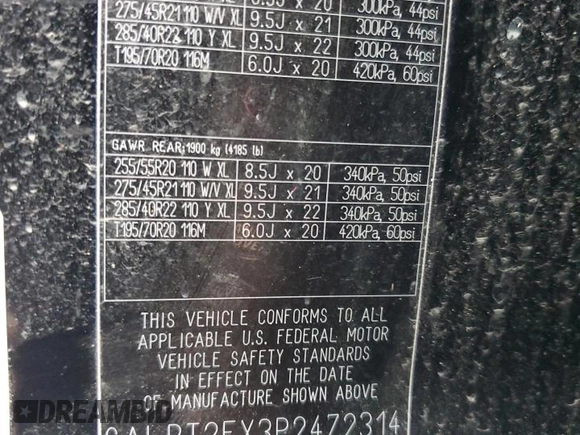 300kPa, 44psi
275/45R21 110 W/V XL 9.5J x 21 300kPa, 44psi
285/40R22 110 Y XL 9.5J x 22 300kPa, 44psi
T195/70R20 116M 6.0J x 20 420kPa, 60psi
GAWR REAR: 1900 kg (4185 lb)
255/55R20 110 W XL 8.5J x 20 340kPa, 50psi
275/45R21 110 W/V XL 9.5J x 21 340kPa, 50psi
285/40R22 110 Y XL 9.5J x 22 340kPa, 50psi
T195/70R20 116M 6.0J x 20 420kPa, 60psi
THIS VEHICLE CONFORMS TO ALL
APPLICABLE U.S. FEDERAL MOTOR
VEHICLE SAFETY STANDARDS
IN EFFECT ON THE DATE
OF MANUFACTURE SHOWN ABOVE
DREAMBID